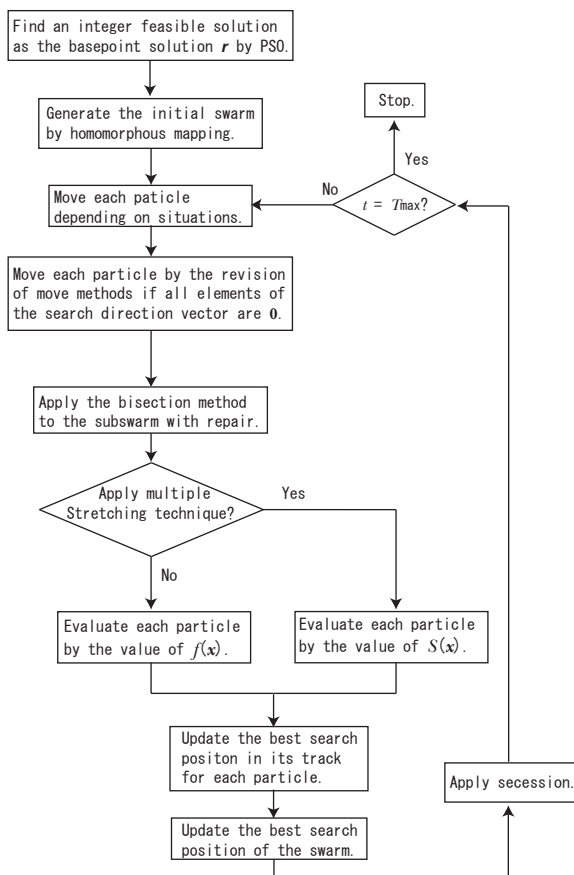 Find an integer feasible solution
as the basepoint solution r by PSO.
Generate the initial swarm
by homomorphous mapping.
Move each paticle
depending on situations.
Move each particle by the revision
of move methods if all elements of
the search direction vector are 0.
Apply the bisection method
to the subswarm with repair.
Apply multiple
Stretching technique?
Yes
No
Evaluate each particle
by the value of f(x).
Evaluate each particle
by the value of S(x).
Update the best search
positon in its track
for each particle.
Update the best search
position of the swarm.
Apply secession.
t = Tmax?
No
Yes
Stop.